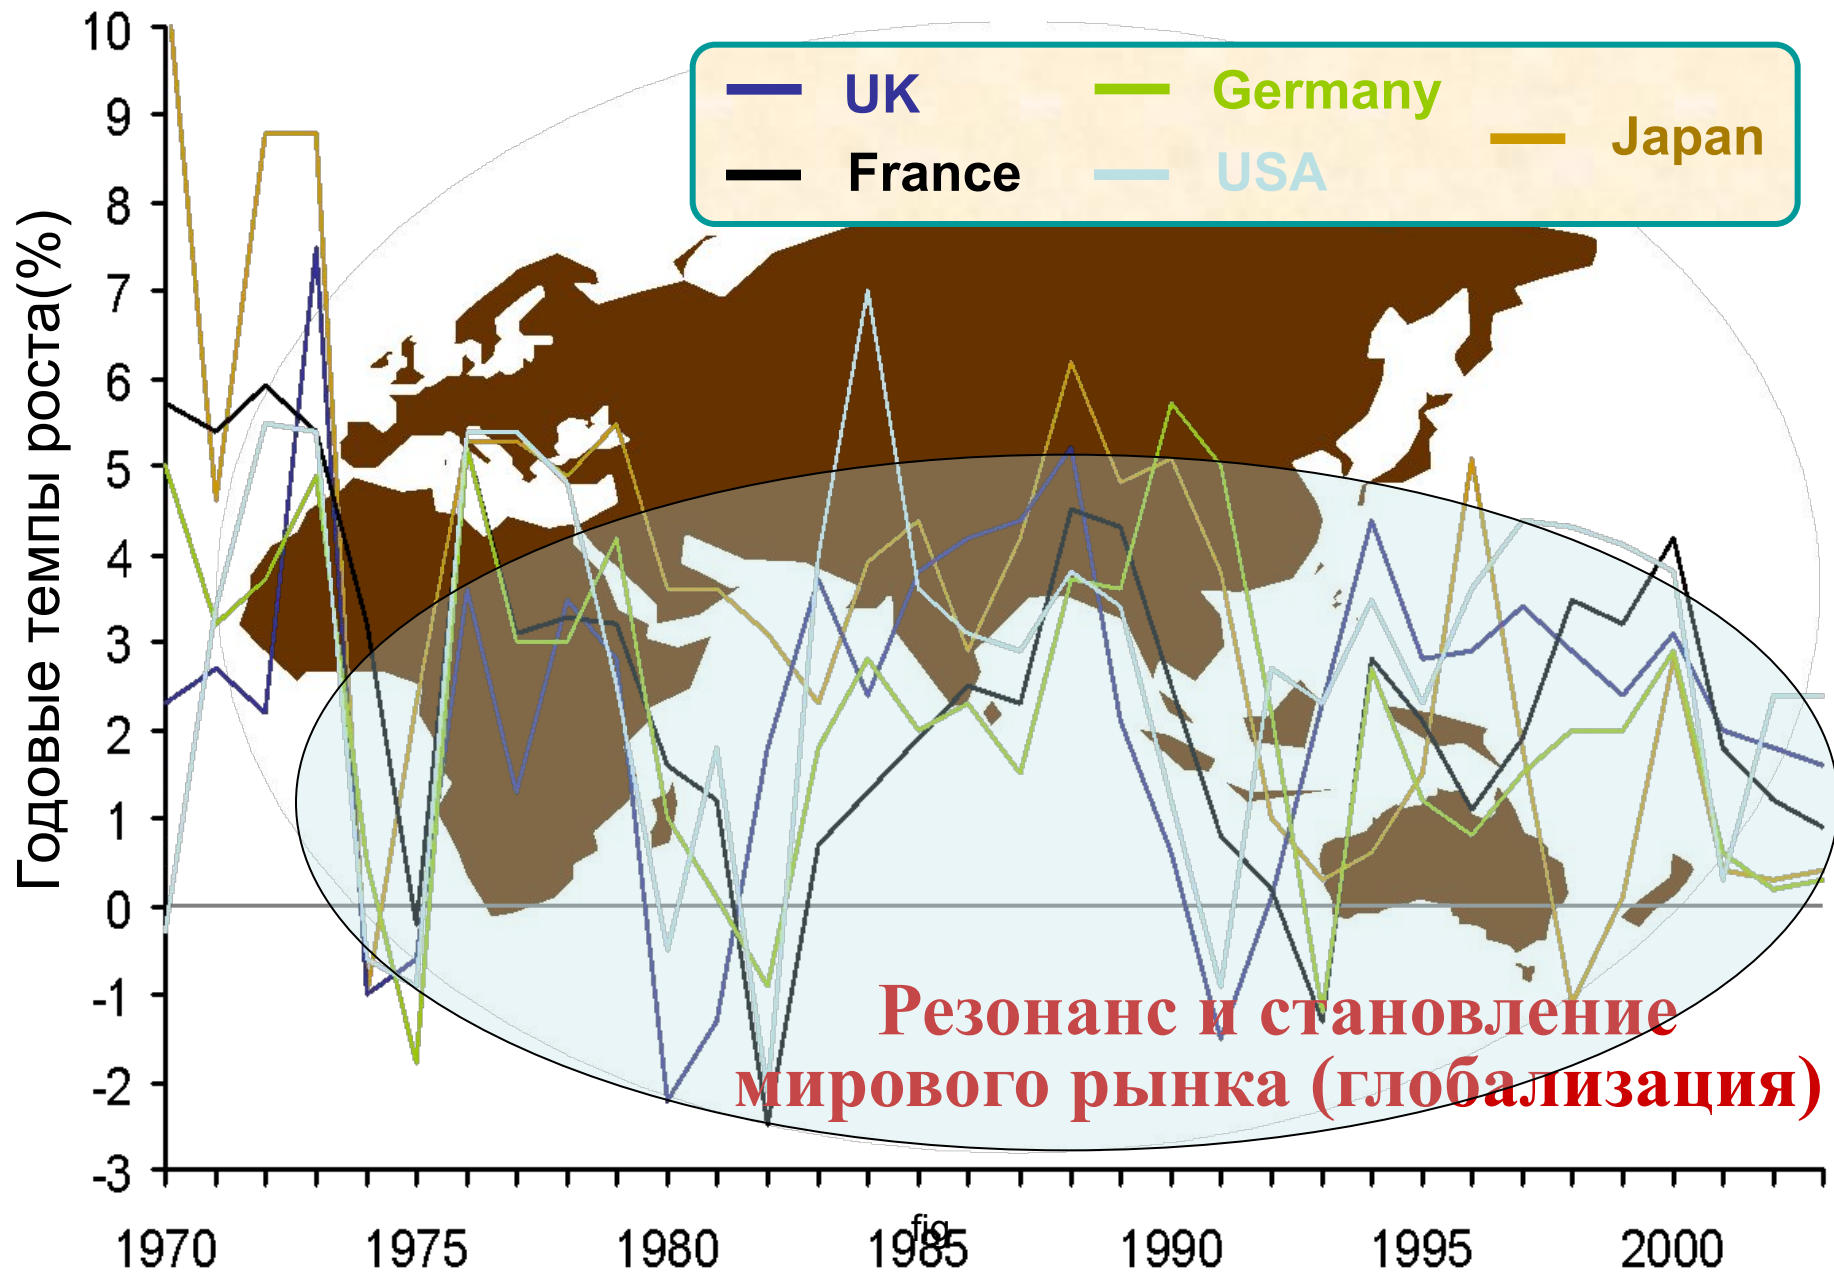 Годовые темпы роста(%)
10
9
8
7
6
5
4
3
2
1
0
-1
-2
-3
UK
Germany
Japan
France
USA
Резонанс и становление
мирового рынка (глобализация)
fig
1970 1975 1980 1985 1990 1995 2000